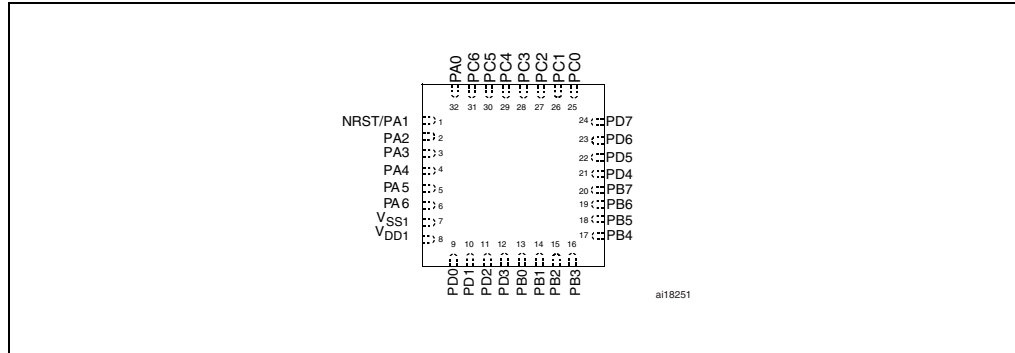 PA0 PC6 PC5 PC4 PC3 PC2 PC1 PC0
32 31 30 29 28 27 26 25
NRST/PA1 1 24 PD7
PA2 2 23 PD6
PA3 3 22 PD5
PA4 4 21 PD4
PA5 5 20 PB7
PA6 6 19 PB6
VSS1 7 18 PB5
VDD1 8 17 PB4
9 10 11 12 13 14 15 16
PD0 PD1 PD2 PD3 PB0 PB1 PB2 PB3
ai18251